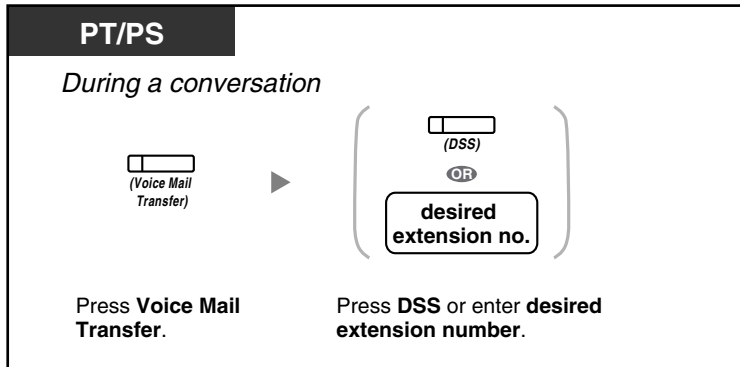 PT/PS
During a conversation
(Voice Mail
Transfer)
(DSS)
OR
desired
extension no.
Press Voice Mail
Transfer.
Press DSS or enter desired
extension number.